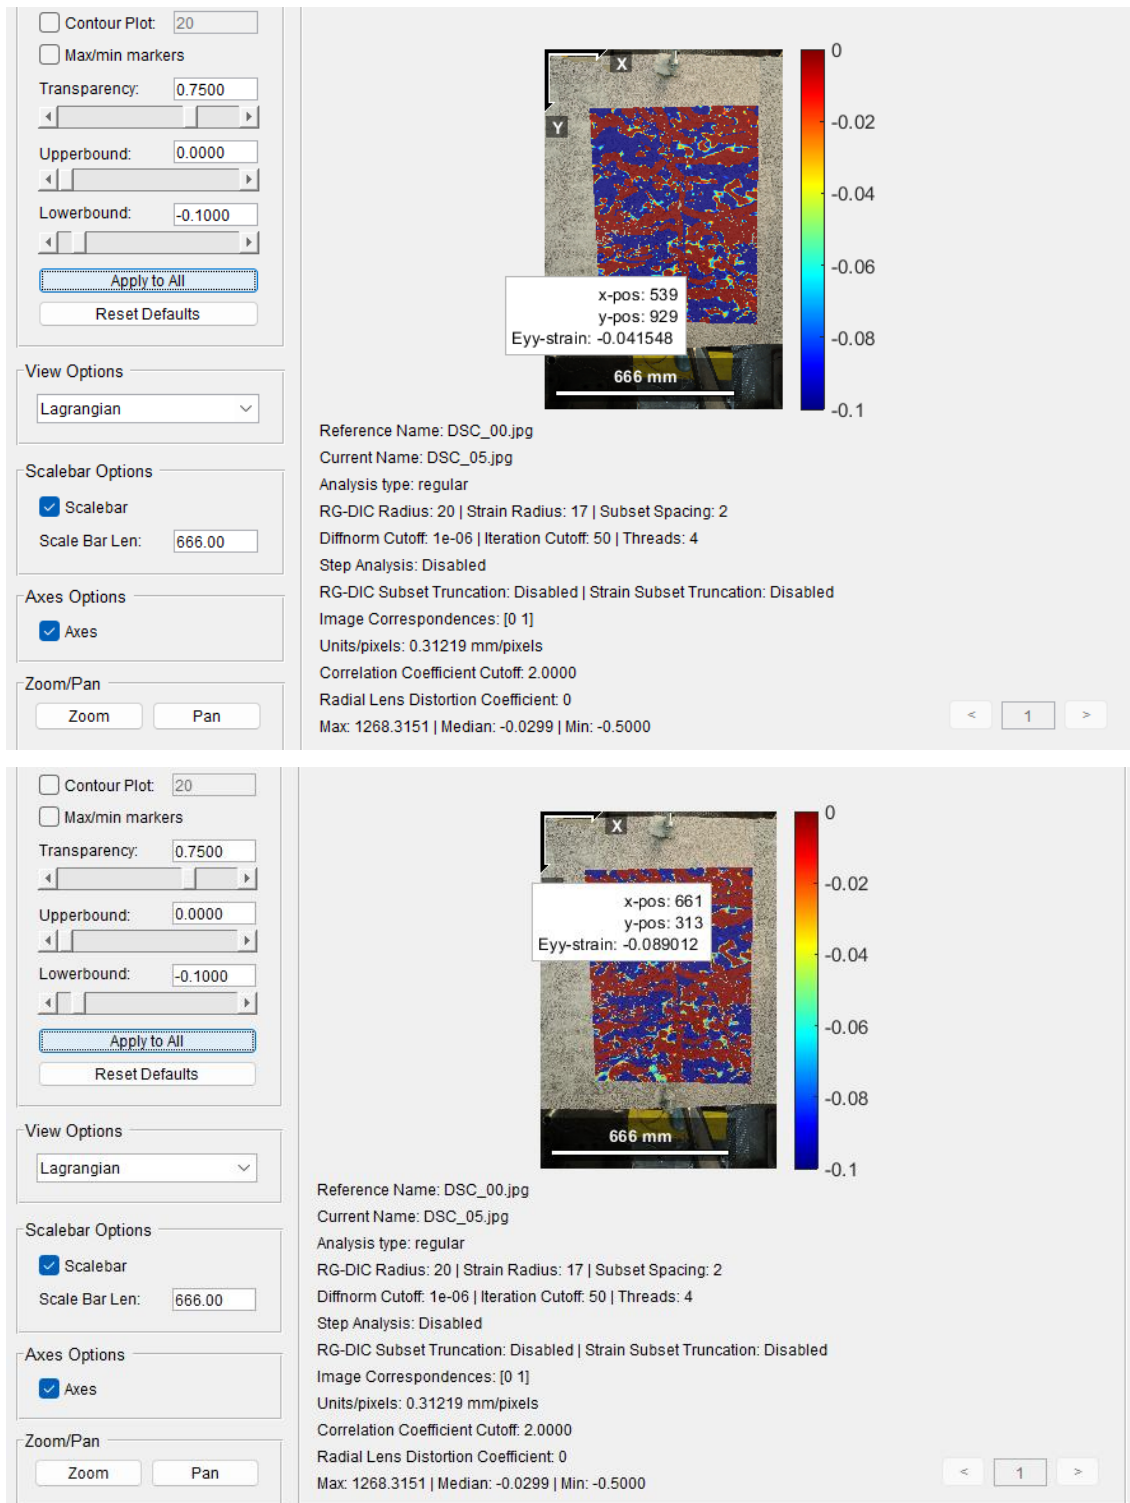 Contour Plot: 20
Max/min markers
Transparency: 0.7500
Upperbound: 0.0000
Lowerbound: -0.1000
Apply to All
Reset Defaults
View Options
Lagrangian
Scalebar Options
Scalebar
Scale Bar Len: 666.00
Axes Options
Axes
Zoom/Pan
Zoom Pan
X
Y
x-pos: 539
y-pos: 929
Eyy-strain: -0.041548
666 mm
0
-0.02
-0.04
-0.06
-0.08
-0.1
Reference Name: DSC_00.jpg
Current Name: DSC_05.jpg
Analysis type: regular
RG-DIC Radius: 20 | Strain Radius: 17 | Subset Spacing: 2
Diffnorm Cutoff: 1e-06 | Iteration Cutoff: 50 | Threads: 4
Step Analysis: Disabled
RG-DIC Subset Truncation: Disabled | Strain Subset Truncation: Disabled
Image Correspondences: [0 1]
Units/pixels: 0.31219 mm/pixels
Correlation Coefficient Cutoff: 2.0000
Radial Lens Distortion Coefficient: 0
Max: 1268.3151 | Median: -0.0299 | Min: -0.5000
< 1 >
Contour Plot: 20
Max/min markers
Transparency: 0.7500
Upperbound: 0.0000
Lowerbound: -0.1000
Apply to All
Reset Defaults
View Options
Lagrangian
Scalebar Options
Scalebar
Scale Bar Len: 666.00
Axes Options
Axes
Zoom/Pan
Zoom Pan
X
x-pos: 661
y-pos: 313
Eyy-strain: -0.089012
666 mm
0
-0.02
-0.04
-0.06
-0.08
-0.1
Reference Name: DSC_00.jpg
Current Name: DSC_05.jpg
Analysis type: regular
RG-DIC Radius: 20 | Strain Radius: 17 | Subset Spacing: 2
Diffnorm Cutoff: 1e-06 | Iteration Cutoff: 50 | Threads: 4
Step Analysis: Disabled
RG-DIC Subset Truncation: Disabled | Strain Subset Truncation: Disabled
Image Correspondences: [0 1]
Units/pixels: 0.31219 mm/pixels
Correlation Coefficient Cutoff: 2.0000
Radial Lens Distortion Coefficient: 0
Max: 1268.3151 | Median: -0.0299 | Min: -0.5000
< 1 >